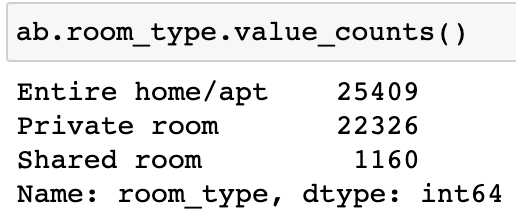 ab.room_type.value_counts()
Entire home/apt    25409
Private room       22326
Shared room         1160
Name: room_type, dtype: int64